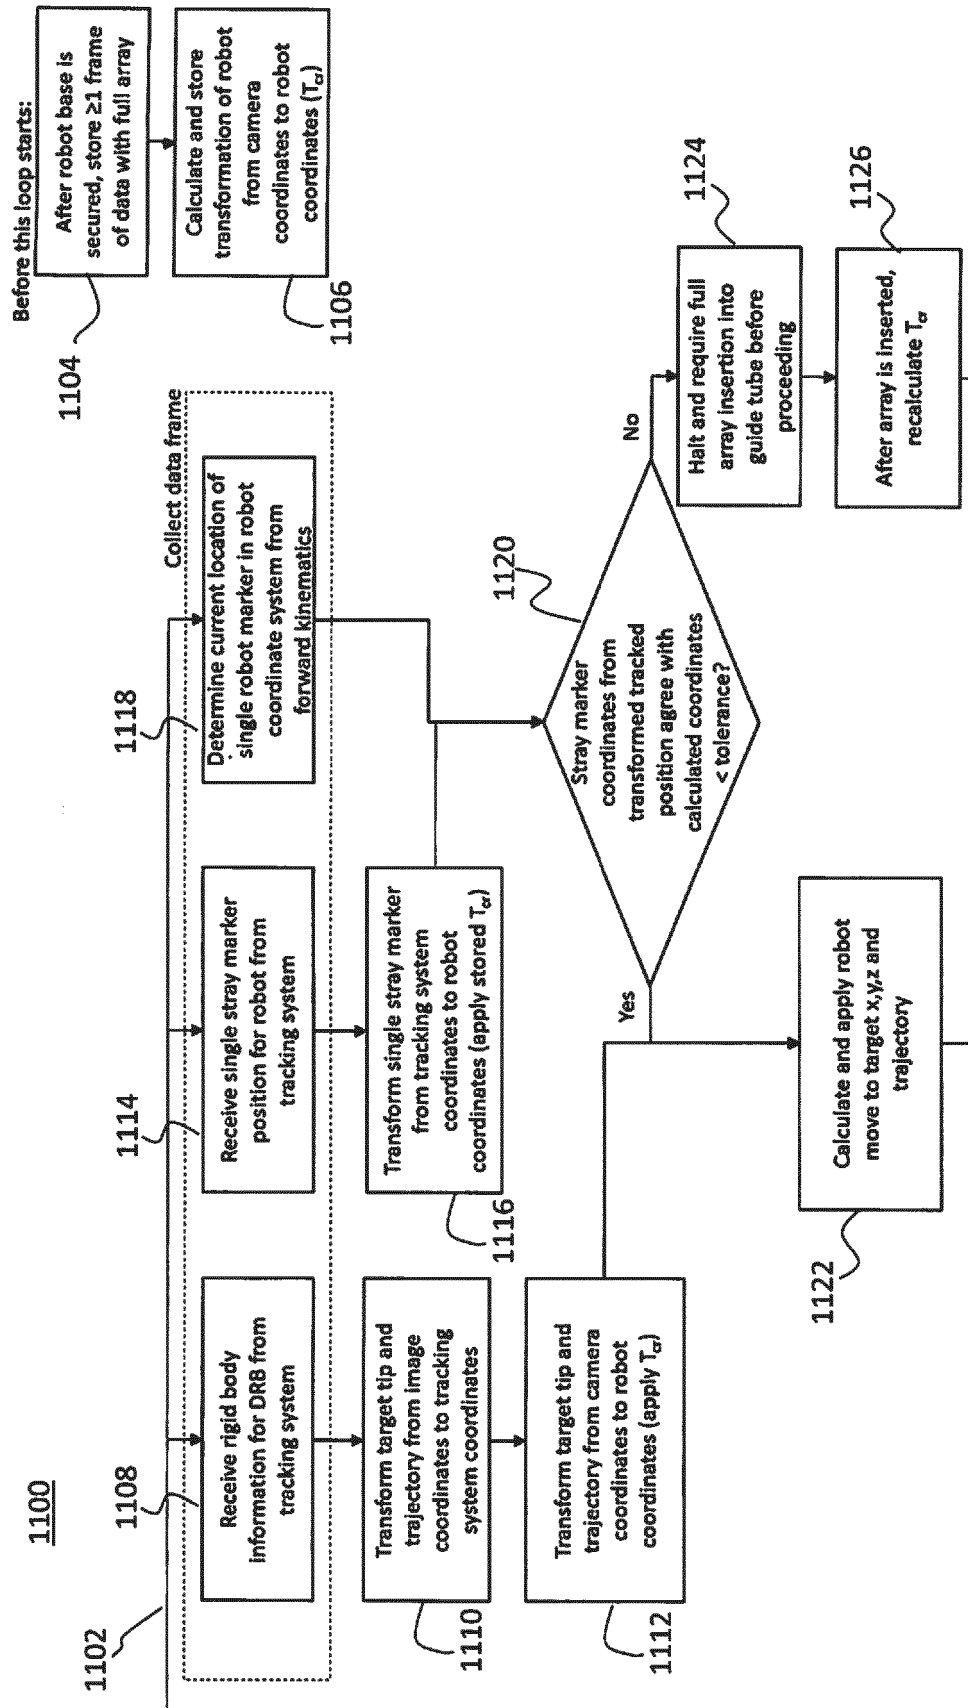 1100
Before this loop starts:
After robot base is
secured, store ≥1 frame
of data with full array
1104
Calculate and store
transformation of robot
from camera
coordinates to robot
coordinates (Tcr)
1106
1102
Collect data frame
1108
Receive rigid body
information for DRB from
tracking system
1114
Receive single stray marker
position for robot from
tracking system
1118
Determine current location of
single robot marker in robot
coordinate system from
forward kinematics
Transform target tip and
trajectory from image
coordinates to tracking
system coordinates
1110
Transform single stray marker
from tracking system
coordinates to robot
coordinates (apply stored Tcr)
1116
Transform target tip and
trajectory from camera
coordinates to robot
coordinates (apply Tcr)
1112
1120
Stray marker
coordinates from
transformed tracked
position agree with
calculated coordinates
< tolerance?
Yes
No
Calculate and apply robot
move to target x,y,z and
trajectory
1122
Halt and require full
array insertion into
guide tube before
proceeding
1124
After array is inserted,
recalculate Tcr
1126